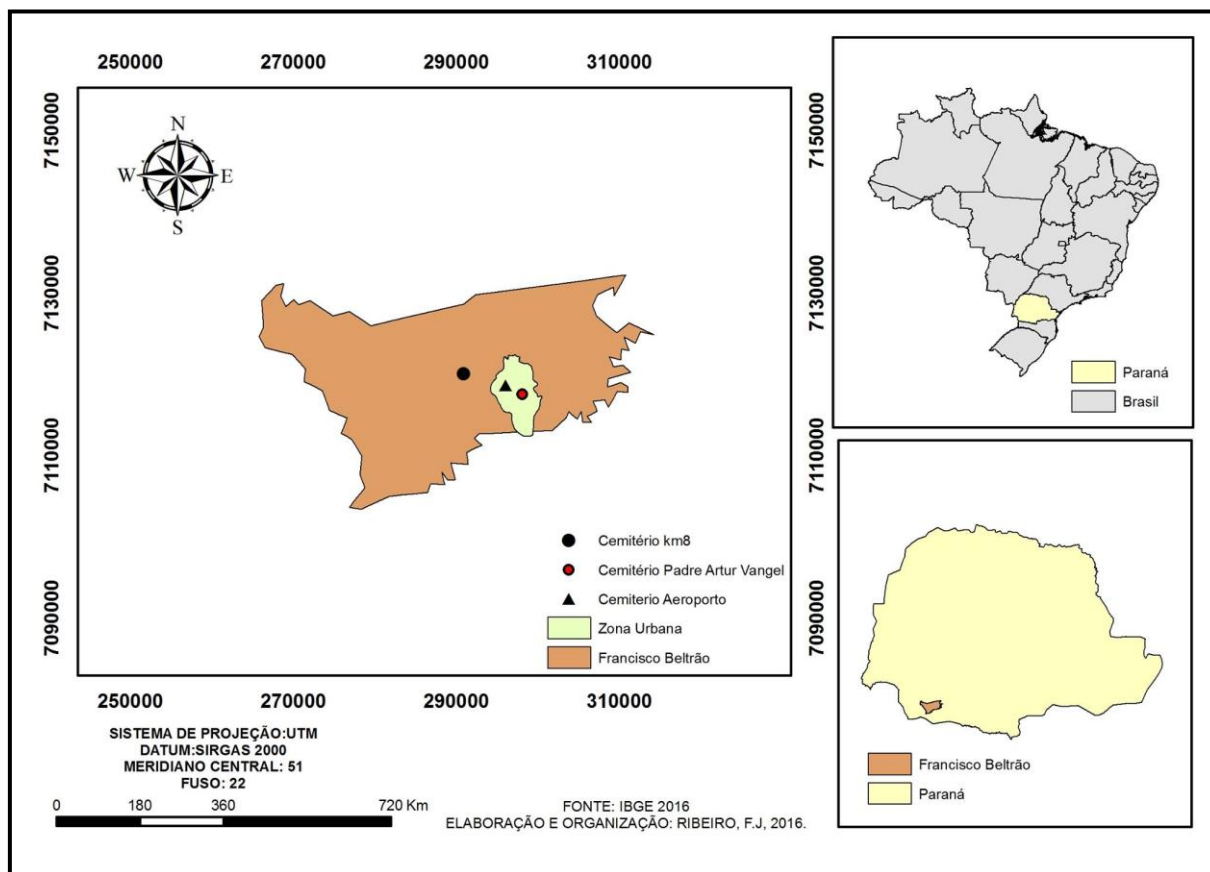 250000 270000 290000 310000
7150000
7130000
7110000
7090000
N
W E
S
Cemitério km8
Cemitério Padre Artur Vangel
Cemiterio Aeroporto
Zona Urbana
Francisco Beltrão
250000 270000 290000 310000
7150000
7130000
7110000
7090000
SISTEMA DE PROJEÇÃO:UTM
DATUM:SIRGAS 2000
MERIDIANO CENTRAL: 51
FUSO: 22
0 180 360 720 Km
FONTE: IBGE 2016
ELABORAÇÃO E ORGANIZAÇÃO: RIBEIRO, F.J, 2016.
Paraná
Brasil
Francisco Beltrão
Paraná